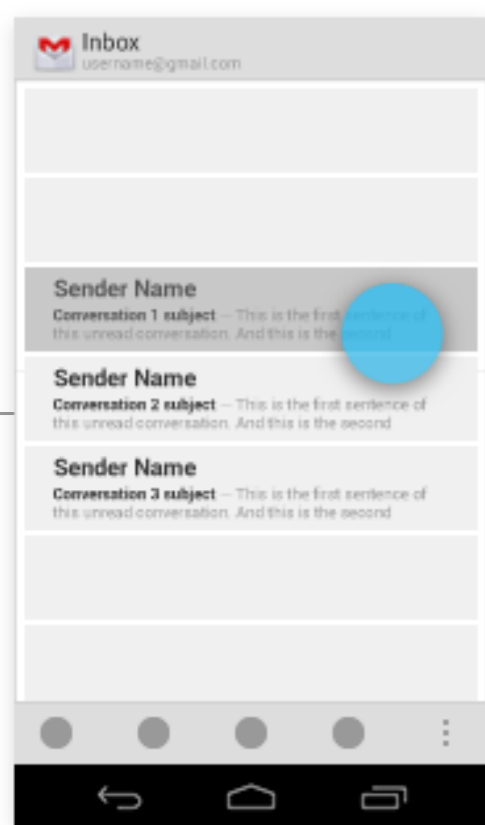 Inbox
username@gmail.com
Sender Name
Conversation 1 subject – This is the first sentence of
this unread conversation. And this is the second
Sender Name
Conversation 2 subject – This is the first sentence of
this unread conversation. And this is the second
Sender Name
Conversation 3 subject – This is the first sentence of
this unread conversation. And this is the second